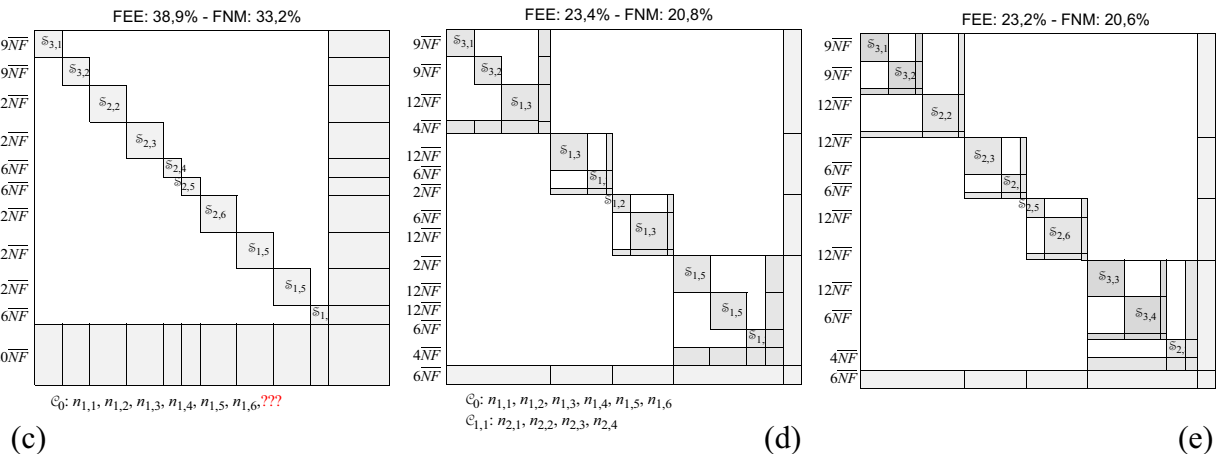 FEE: 38,9% - FNM: 33,2%
9NF
9NF
2NF
2NF
6NF
6NF
2NF
2NF
2NF
6NF
0NF
𝕊3,1
𝕊3,2
𝕊2,2
𝕊2,3
𝕊2,4
𝕊2,5
𝕊2,6
𝕊1,5
𝕊1,5
𝕊1,
𝒞0: n1,1, n1,2, n1,3, n1,4, n1,5, n1,6,???
(c)
FEE: 23,4% - FNM: 20,8%
9NF
9NF
12NF
4NF
12NF
6NF
2NF
6NF
12NF
2NF
12NF
12NF
6NF
4NF
6NF
𝕊3,1
𝕊3,2
𝕊1,3
𝕊1,3
𝕊1,
𝕊1,2
𝕊1,3
𝕊1,5
𝕊1,5
𝕊1,
𝒞0: n1,1, n1,2, n1,3, n1,4, n1,5, n1,6
𝒞1,1: n2,1, n2,2, n2,3, n2,4
(d)
FEE: 23,2% - FNM: 20,6%
9NF
9NF
12NF
12NF
6NF
6NF
12NF
12NF
12NF
6NF
4NF
6NF
𝕊3,1
𝕊3,2
𝕊2,2
𝕊2,3
𝕊2,
𝕊2,5
𝕊2,6
𝕊3,3
𝕊3,4
𝕊2,
(e)